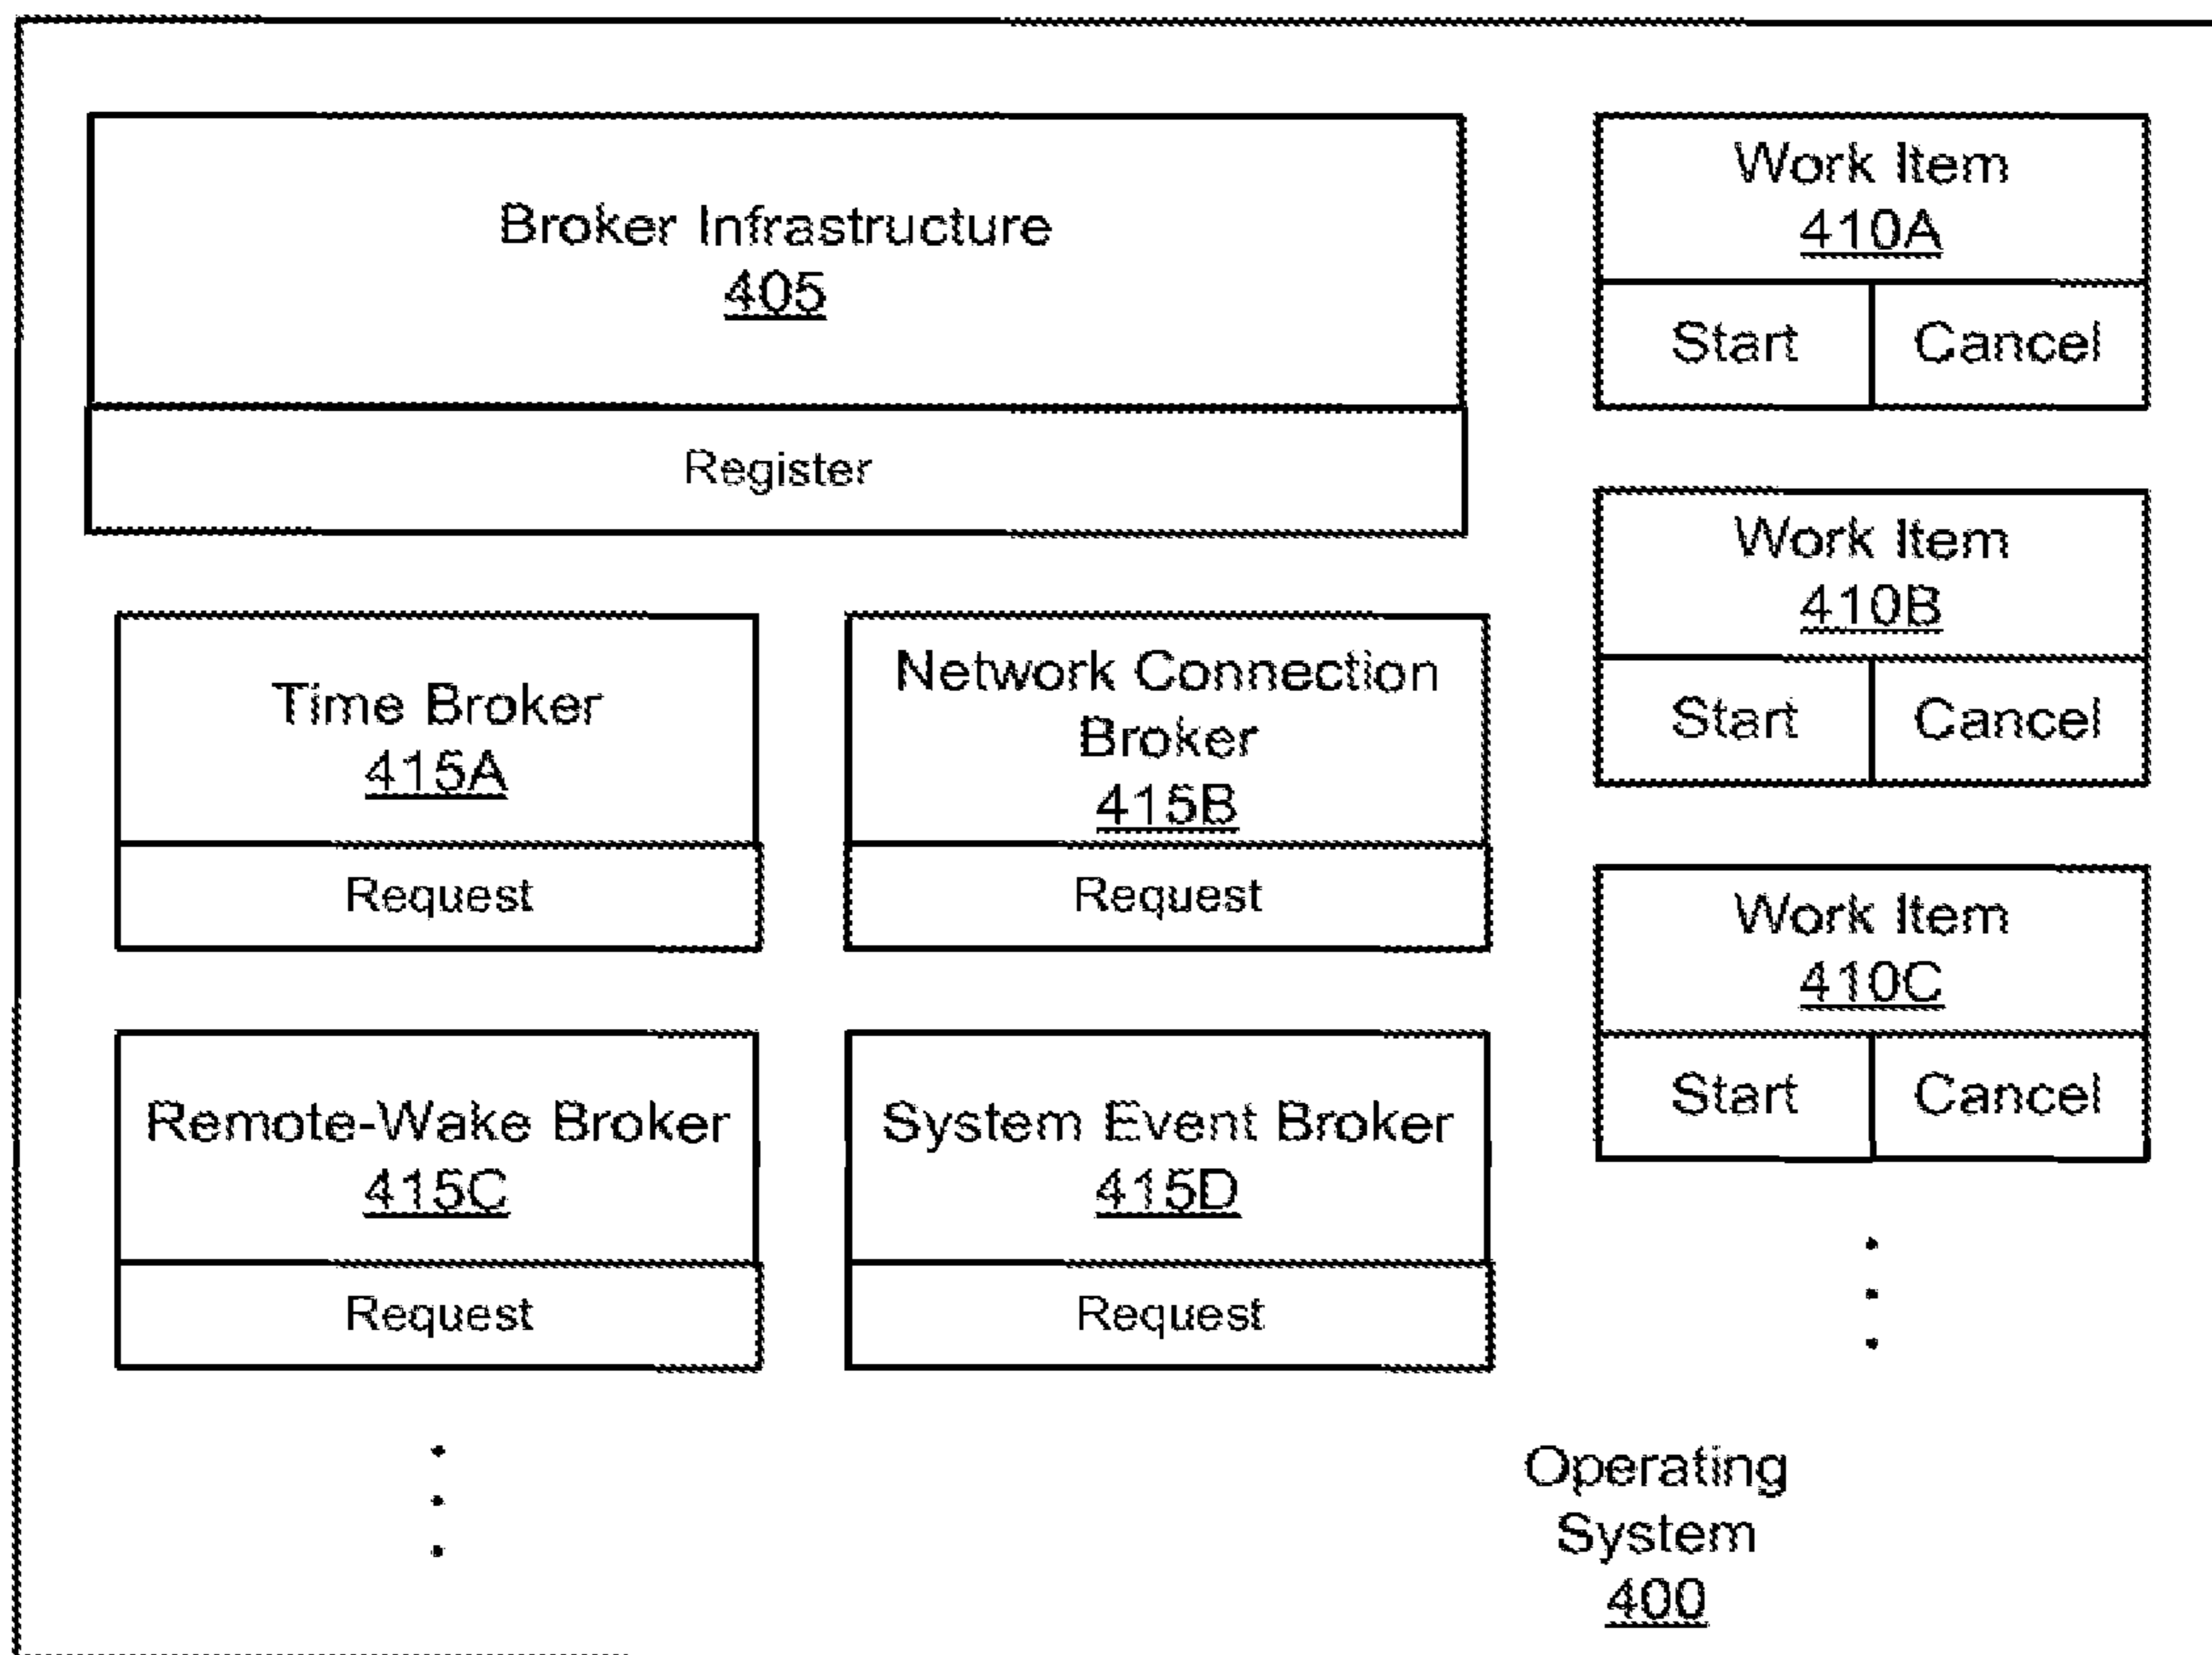 Broker Infrastructure
405
Register
Work Item
410A
Start Cancel
Work Item
410B
Start Cancel
Time Broker
415A
Request
Network Connection
Broker
415B
Request
Work Item
410C
Start Cancel
Remote-Wake Broker
415C
Request
System Event Broker
415D
Request
Operating
System
400